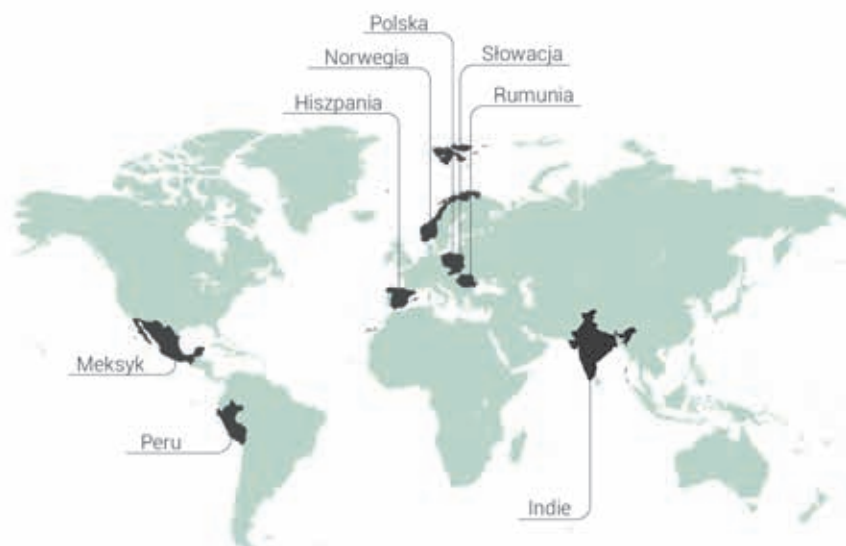 Polska
Norwegia
Słowacja
Hiszpania
Rumunia
Meksyk
Peru
Indie